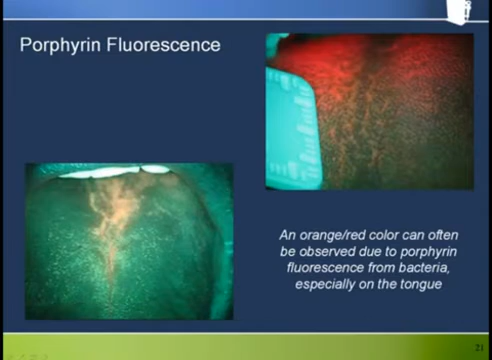 Porphyrin Fluorescence
An orange/red color can often
be observed due to porphyrin
fluorescence from bacteria,
especially on the tongue
21